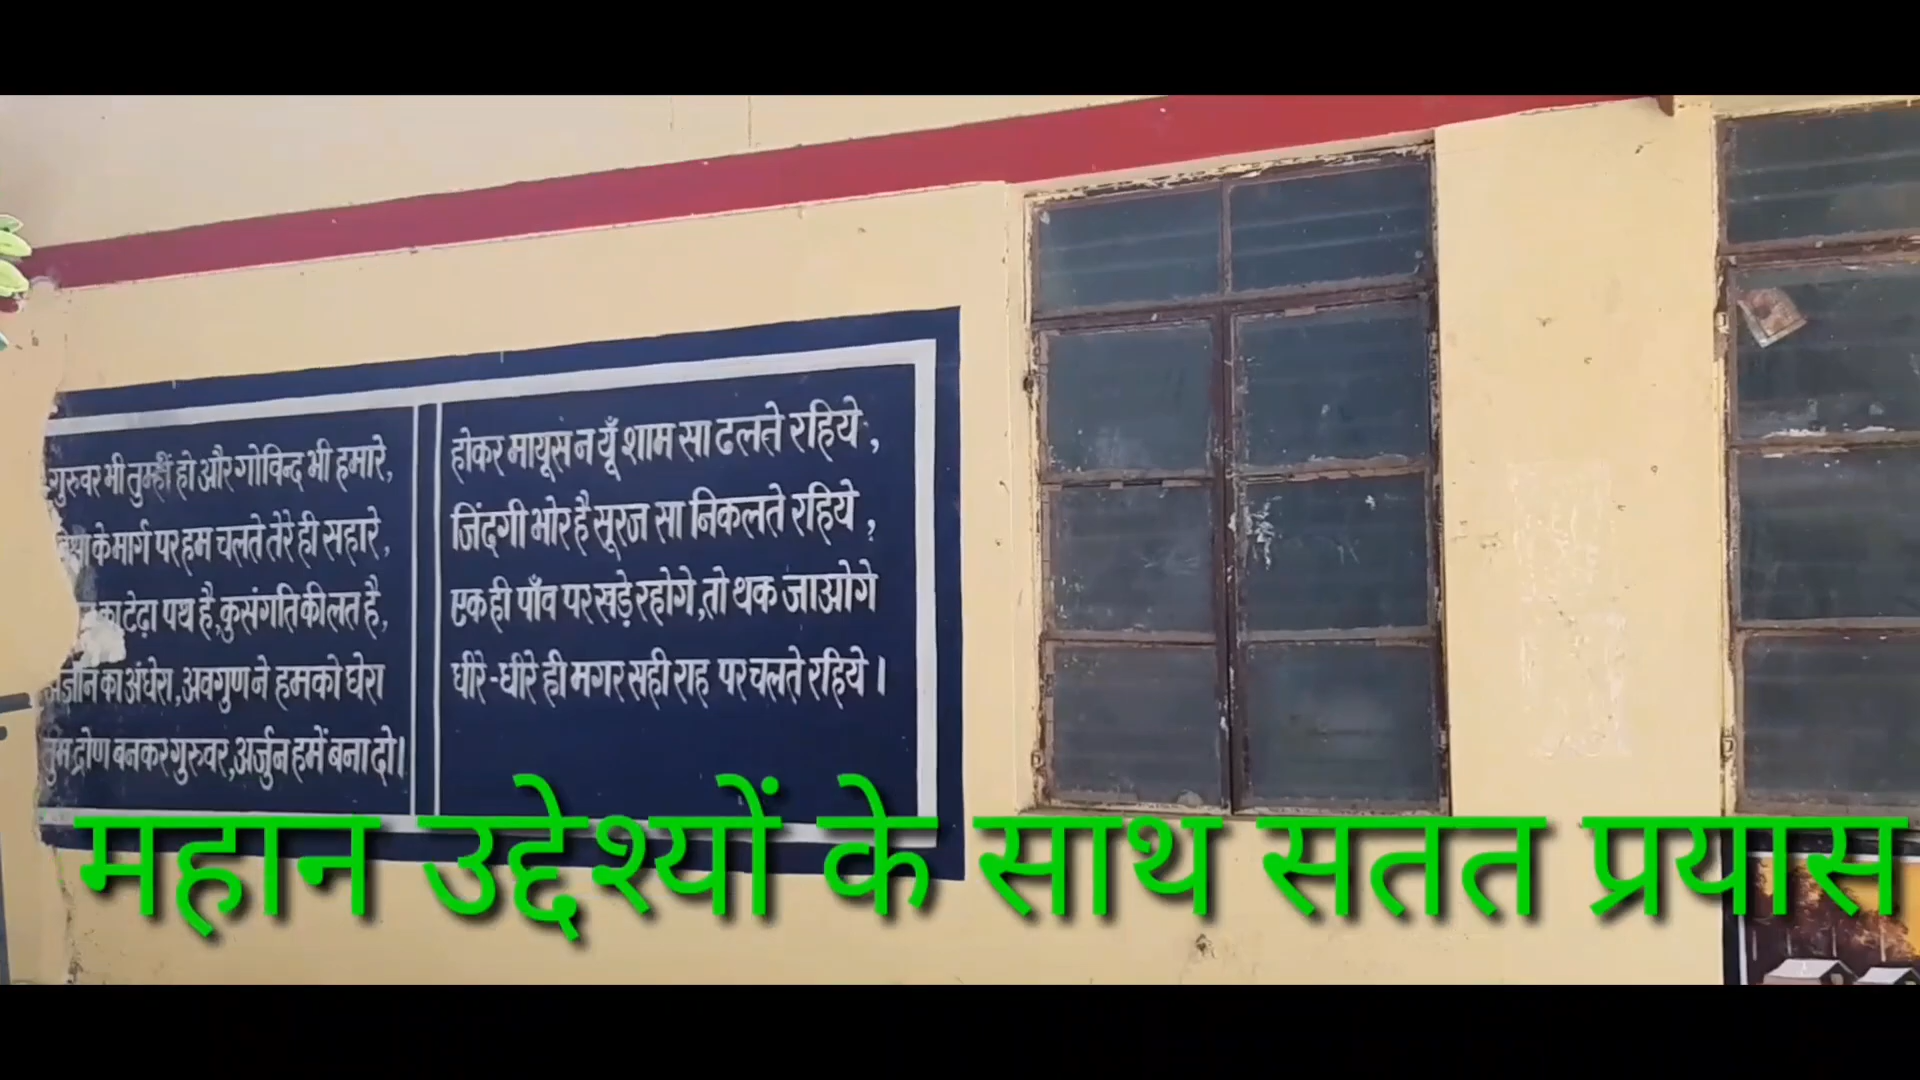 गुरुवर भी तुम्हीं हो और गोविन्द भी हमारे,
के मार्ग पर हम चलते तेरे ही सहारे,
का टेढ़ा पथ है, कुसंगति की लत है,
का अंधेरा, अवगुण ने हमको घेरा
तुम द्रोण बनकर गुरुवर, अर्जुन हमें बना दो।
होकर मायूस न यूँ शाम सा ढलते रहिये,
जिंदगी भोर है सूरज सा निकलते रहिये,
एक ही पाँव पर खड़े रहोगे, तो थक जाओगे
धीरे-धीरे ही मगर सही राह पर चलते रहिये।
महान उद्देश्यों के साथ सतत प्रयास